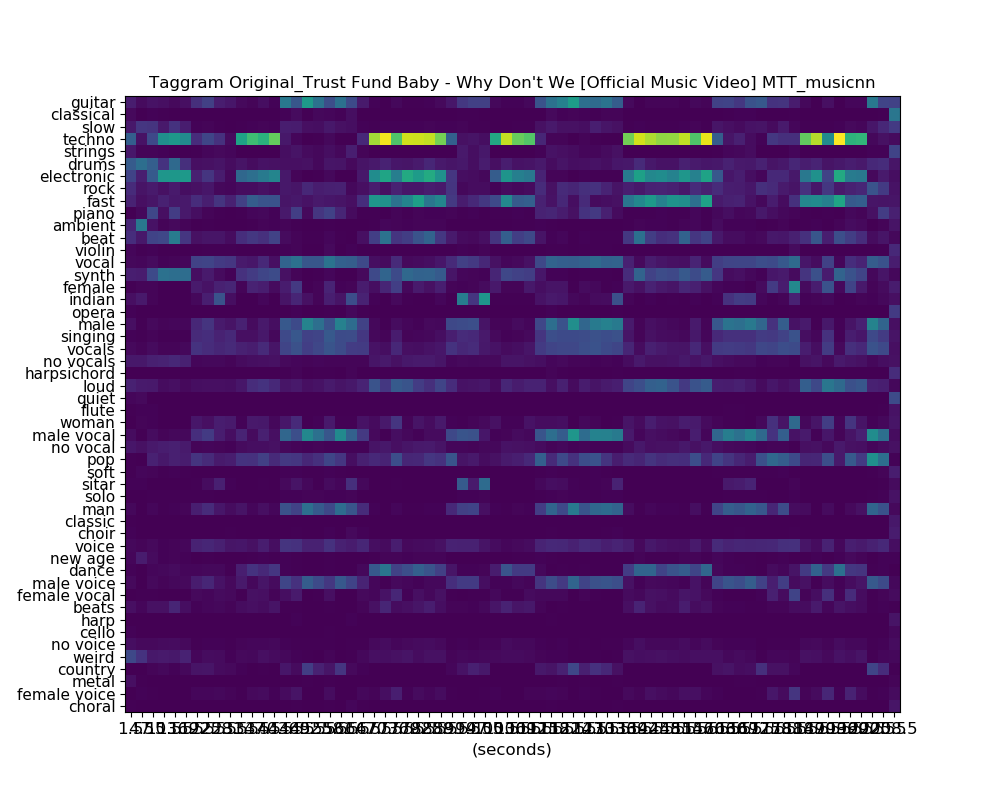 Taggram Original_Trust Fund Baby - Why Don't We [Official Music Video] MTT_musicnn
guitar
classical
slow
techno
strings
drums
electronic
rock
fast
piano
ambient
beat
violin
vocal
synth
female
indian
opera
male
singing
vocals
no vocals
harpsichord
loud
quiet
flute
woman
male vocal
no vocal
pop
soft
sitar
solo
man
classic
choir
voice
new age
dance
male voice
female vocal
beats
harp
cello
no voice
weird
country
metal
female voice
choral
(seconds)